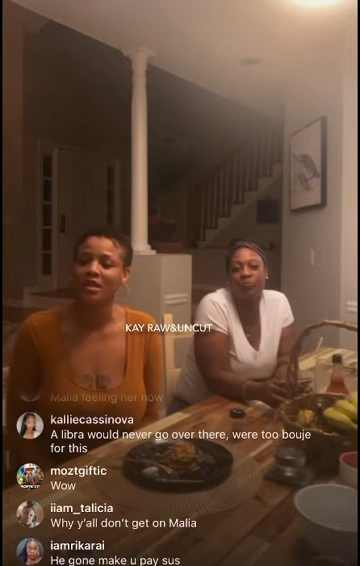 KAY RAW&UNCUT
Malia feeling her now
kalliecassinova
A libra would never go over there, were too bouje
for this
moztgiftic
Wow
iiam_talicia
Why y'all don't get on Malia
iamrikarai
He gone make u pay sus